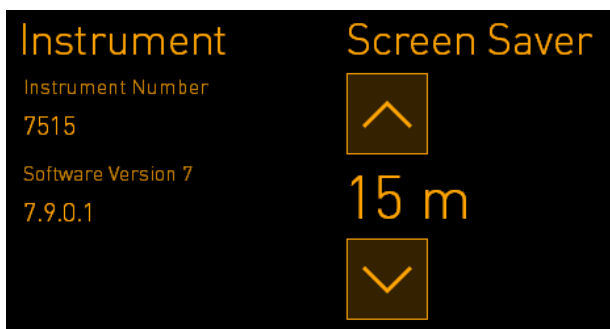 Instrument
Instrument Number
7515
Software Version 7
7.9.0.1
Screen Saver
15 m